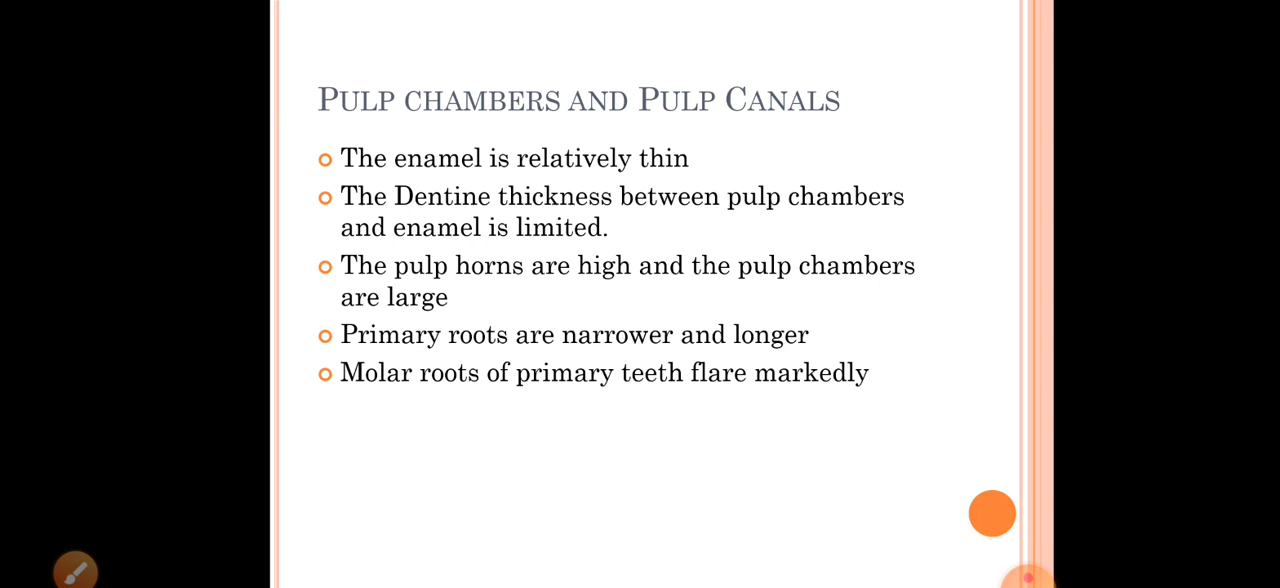 PULP CHAMBERS AND PULP CANALS
The enamel is relatively thin
The Dentine thickness between pulp chambers
and enamel is limited.
The pulp horns are high and the pulp chambers
are large
Primary roots are narrower and longer
Molar roots of primary teeth flare markedly